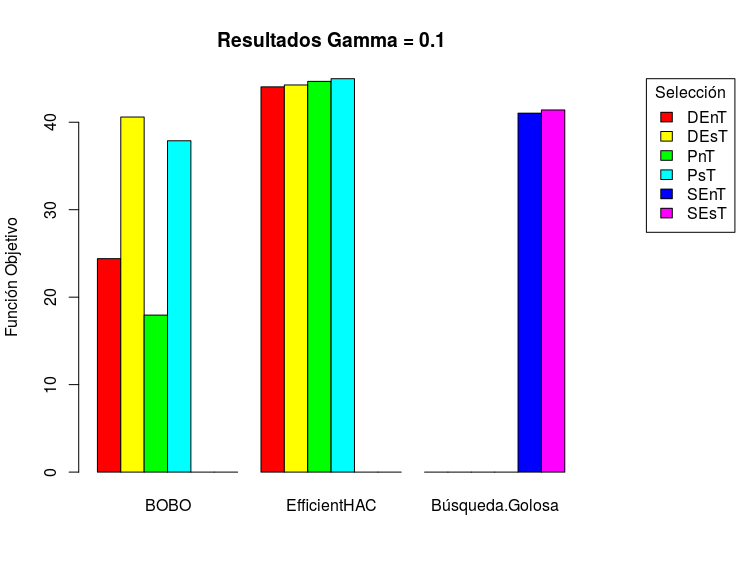 Resultados Gamma = 0.1
Función Objetivo
40
30
20
10
0
BOBO
EfficientHAC
Búsqueda.Golosa
Selección
DEnT
DEsT
PnT
PsT
SEnT
SEsT